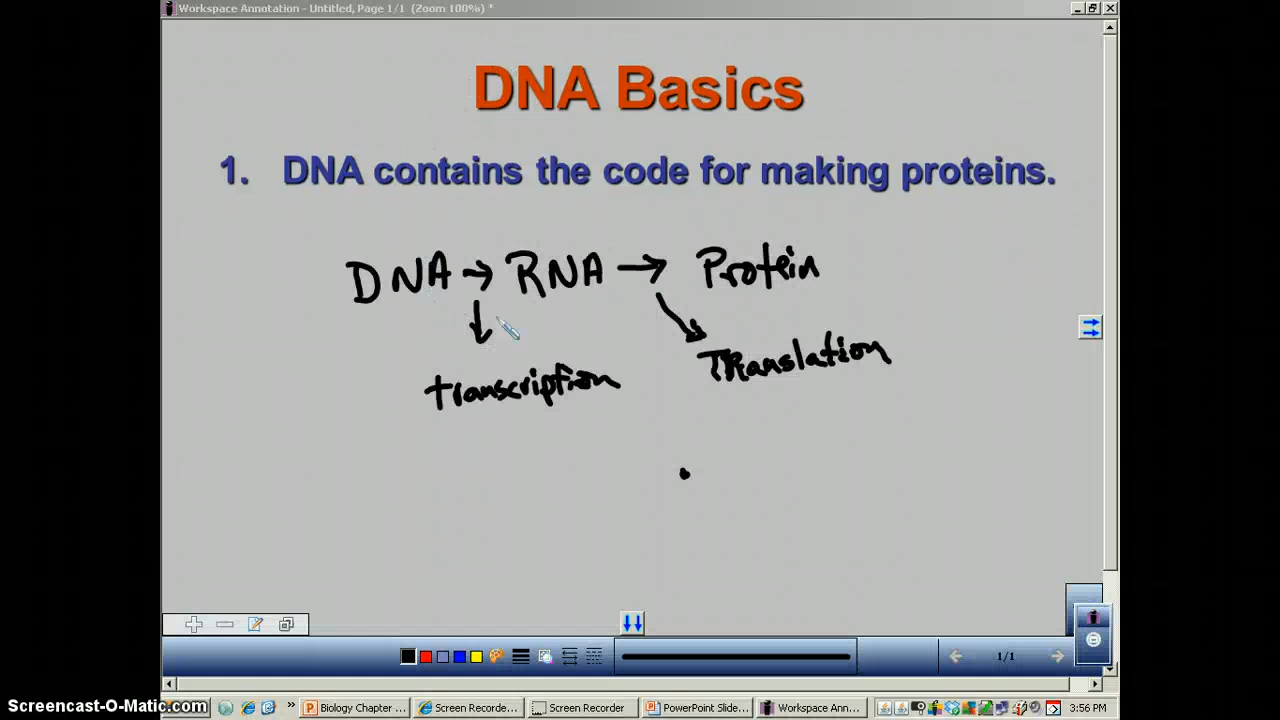 Workspace Annotation - Untitled, Page 1/1 (Zoom 100%) *
DNA Basics
1. DNA contains the code for making proteins.
DNA → RNA → Protein
transcription
Translation
1/1
Screencast-O-Matic.com
»
Biology Chapter ...
Screen Recorde...
Screen Recorder
PowerPoint Slide...
Workspace Ann...
3:56 PM